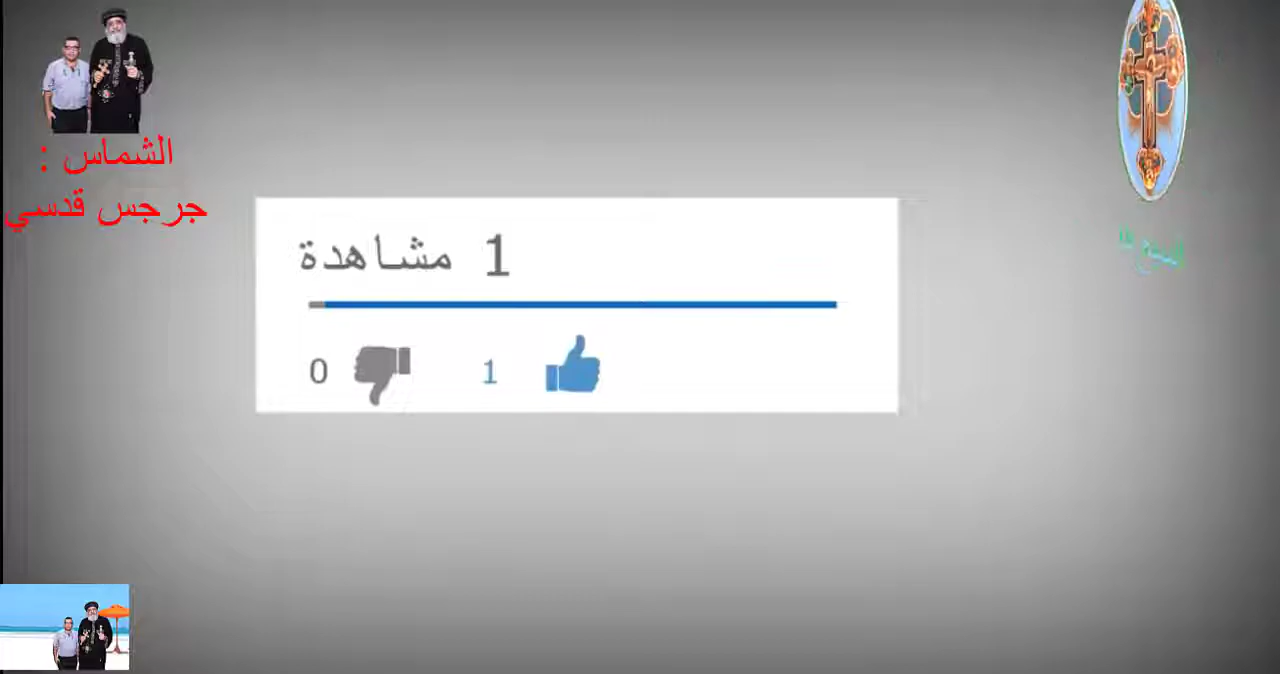 الشماس :
جرجس قدسي
1 مشاهدة
0 1